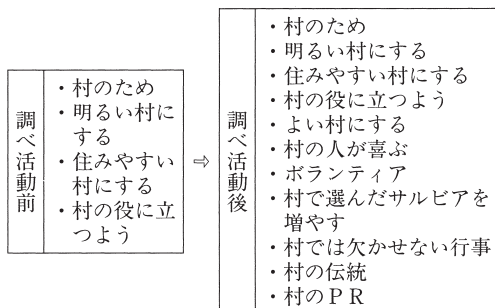 調べ活動前
・村のため
・明るい村に
する
・住みやすい
村にする
・村の役に立
つよう
⇨
調べ活動後
・村のため
・明るい村にする
・住みやすい村にする
・村の役に立つよう
・よい村にする
・村の人が喜ぶ
・ボランティア
・村で選んだサルビアを
増やす
・村では欠かせない行事
・村の伝統
・村のＰＲ